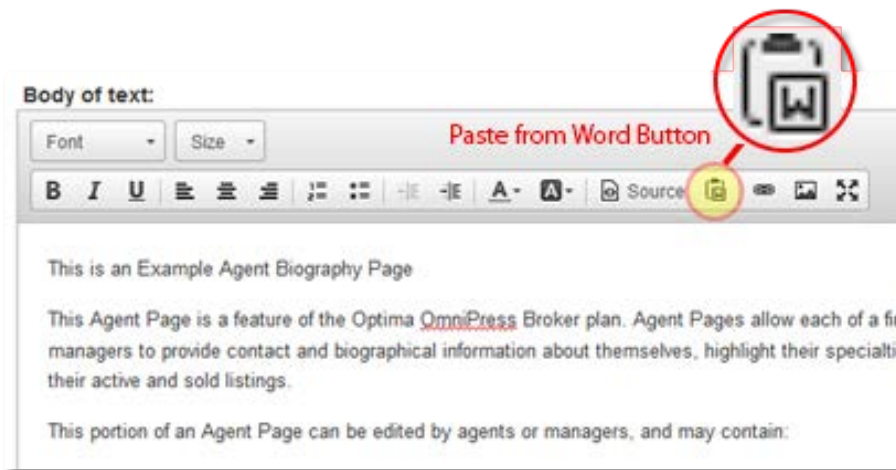 Body of text:
Font
Size
Paste from Word Button
W
B I U
A
A
Source
W
This is an Example Agent Biography Page
This Agent Page is a feature of the Optima OmniPress Broker plan. Agent Pages allow each of a
managers to provide contact and biographical information about themselves, highlight their
their active and sold listings.
This portion of an Agent Page can be edited by agents or managers, and may contain: